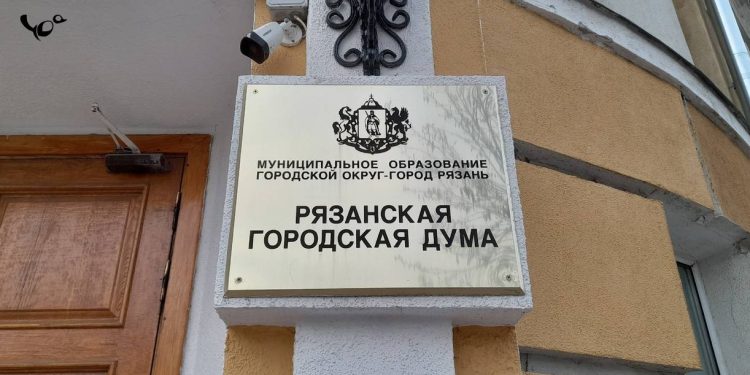 МУНИЦИПАЛЬНОЕ ОБРАЗОВАНИЕ
ГОРОДСКОЙ ОКРУГ-ГОРОД РЯЗАНЬ
РЯЗАНСКАЯ
ГОРОДСКАЯ ДУМА